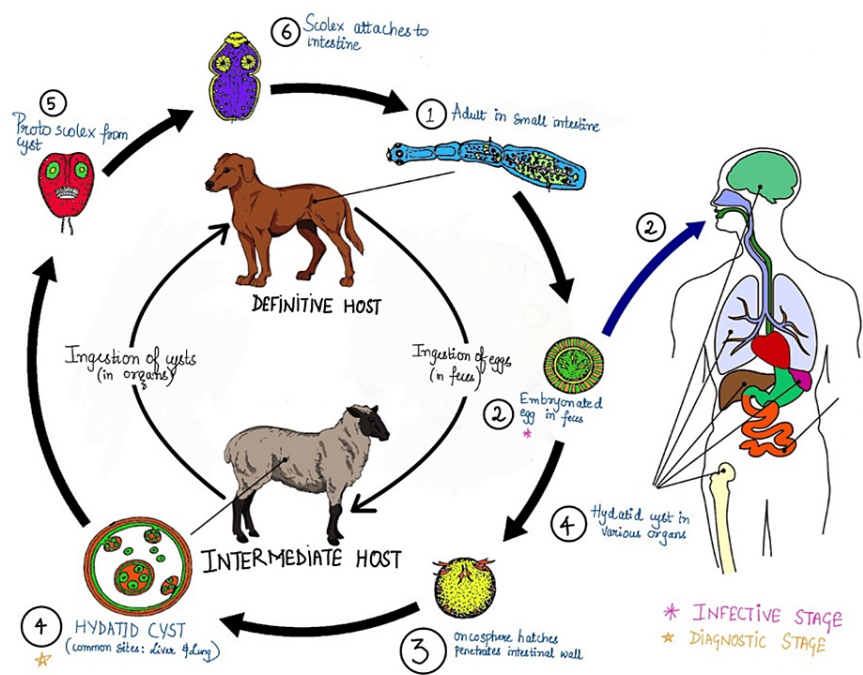 6 Scolex attaches to
intestine
5
Proto scolex from
cyst
1 Adult in small intestine
2
DEFINITIVE HOST
Ingestion of cysts
(in organs)
Ingestion of eggs
(in feces)
2 Embryonated
egg in feces
*
4 Hydatid cyst in
various organs
INTERMEDIATE HOST
4 HYDATID CYST
(common sites: Liver & Lung)
3 oncosphere hatches
penetrates intestinal wall
* INFECTIVE STAGE
☆ DIAGNOSTIC STAGE